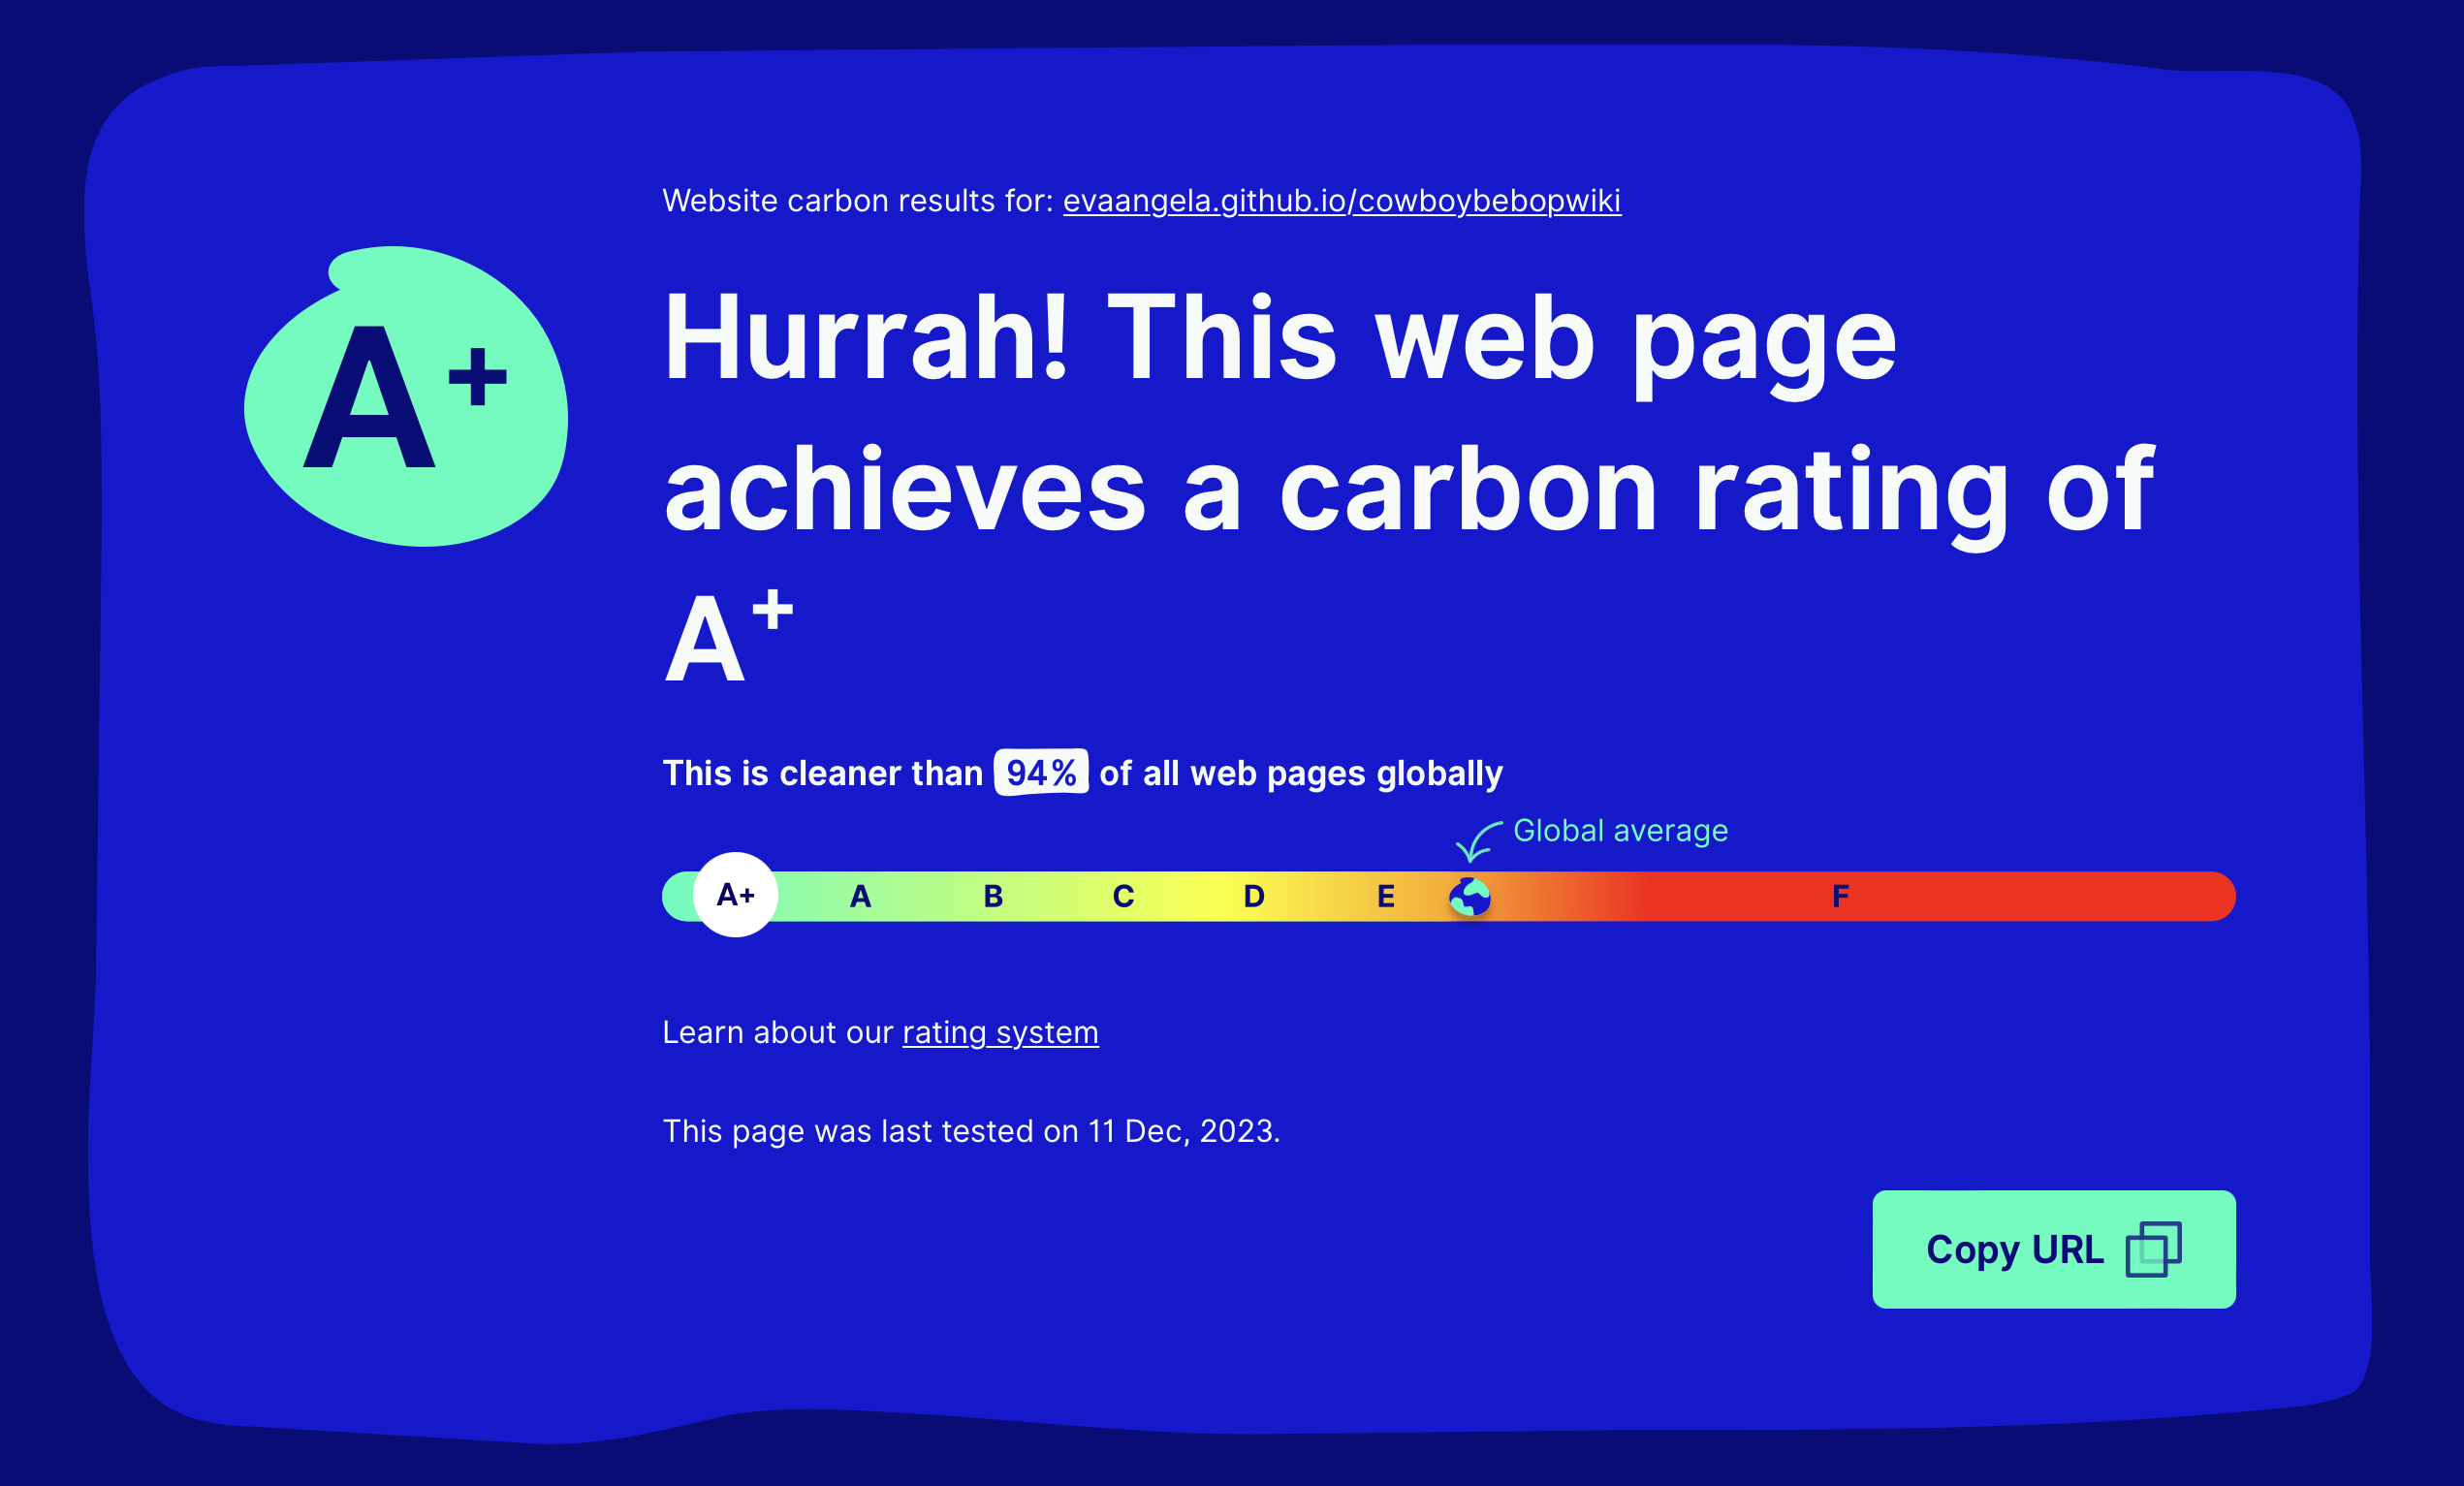 Website carbon results for: evaangela.github.io/cowboybebopwiki
A+
Hurrah! This web page
achieves a carbon rating of
A+
This is cleaner than 94% of all web pages globally
Global average
A+ A B C D E F
Learn about our rating system
This page was last tested on 11 Dec, 2023.
Copy URL